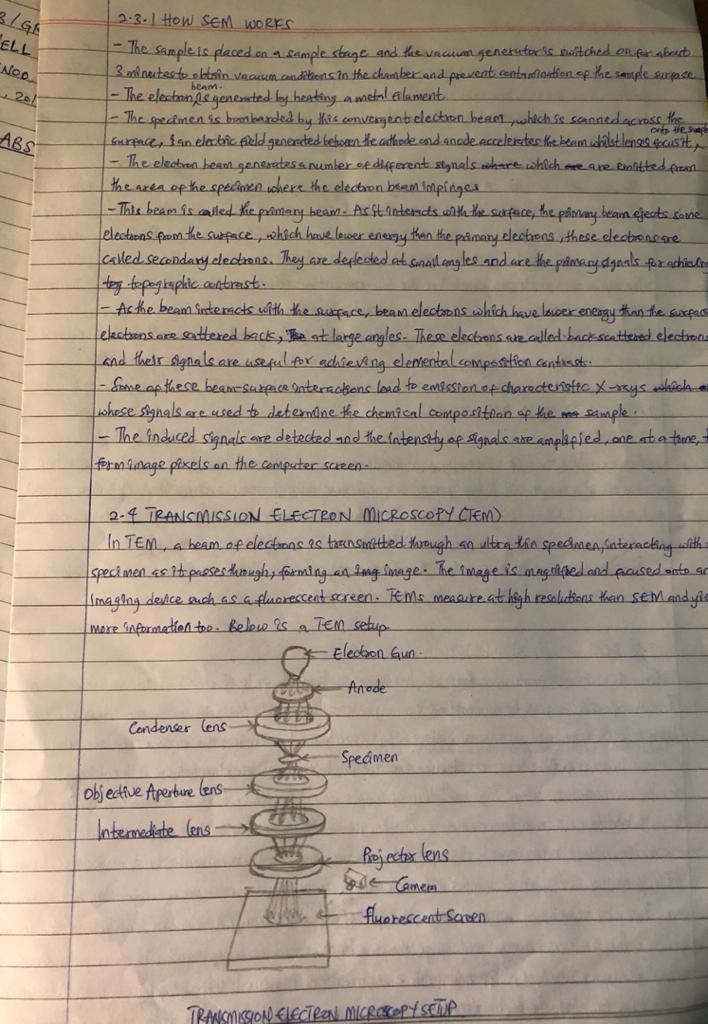 3/GR
ELL
NOO
, 201
ABS
2.3.1 HOW SEM WORKS
- The sample is placed on a sample stage and the vacuum generator is switched on for about
3 minutes to obtain vacuum conditions in the chamber and prevent contamination of the sample surface
- The electron beam is generated by heating a metal filament
- The specimen is bombarded by this convergent electron beam, which is scanned across the
surface, & an electric field generated between the cathode and anode accelerates the beam whilst lenses focus it, onto the sample
- The electron beam generates a number of different signals which are emitted from
the area of the specimen where the electron beam impinges
- This beam is called the primary beam. As it interacts with the surface, the primary beam ejects some
electrons from the surface, which have lower energy than the primary electrons, these electrons are
called secondary electrons. They are deflected at small angles and are the primary signals for achieving
topographic contrast.
- As the beam interacts with the surface, beam electrons which have lower energy than the surface
electrons are scattered back, at large angles. These electrons are called back scattered electrons
and their signals are useful for achieving elemental composition contrast.
- Some of these beam-surface interactions lead to emission of characteristic X-rays
whose signals are used to determine the chemical composition of the sample.
- The induced signals are detected and the intensity of signals are amplified, one at a time,
form image pixels on the computer screen.
2.4 TRANSMISSION ELECTRON MICROSCOPY (TEM)
In TEM, a beam of electrons is transmitted through an ultra thin specimen, interacting with
specimen as it passes through, forming an image. The image is magnified and focused onto an
imaging device such as a fluorescent screen. TEMs measure at high resolutions than SEM and
more information too. Below is a TEM setup.
Electron Gun.
Anode
Condenser lens
Specimen
Objective Aperture lens
Intermediate lens
Projector lens
Camera
fluorescent screen
TRANSMISSION ELECTRON MICROSCOPY SETUP